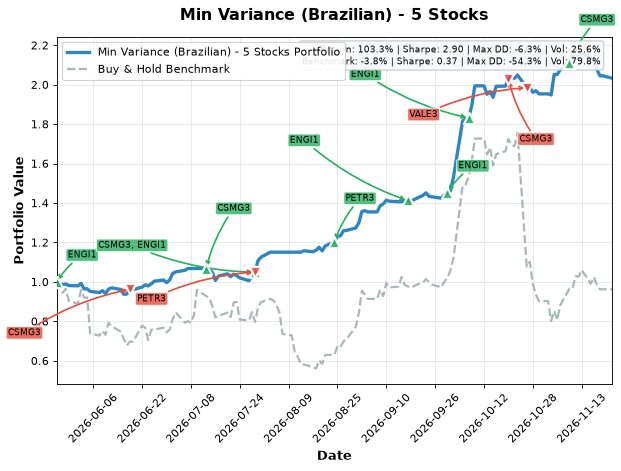 Min Variance (Brazilian) - 5 Stocks
CSMG3
Min Variance (Brazilian) - 5 Stocks Portfolio
Buy & Hold Benchmark
103.3% | Sharpe: 2.90 | Max DD: -6.3% | Vol: 25.6%
-3.8% | Sharpe: 0.37 | Max DD: -54.3% | Vol: 79.8%
ENGI1
VALE3
CSMG3
ENGI1
ENGI1
PETR3
CSMG3
CSMG3, ENGI1
ENGI1
PETR3
CSMG3
2.2
2.0
1.8
1.6
1.4
1.2
1.0
0.8
0.6
Portfolio Value
2026-06-06
2026-06-22
2026-07-08
2026-07-24
2026-08-09
2026-08-25
2026-09-10
2026-09-26
2026-10-12
2026-10-28
2026-11-13
Date